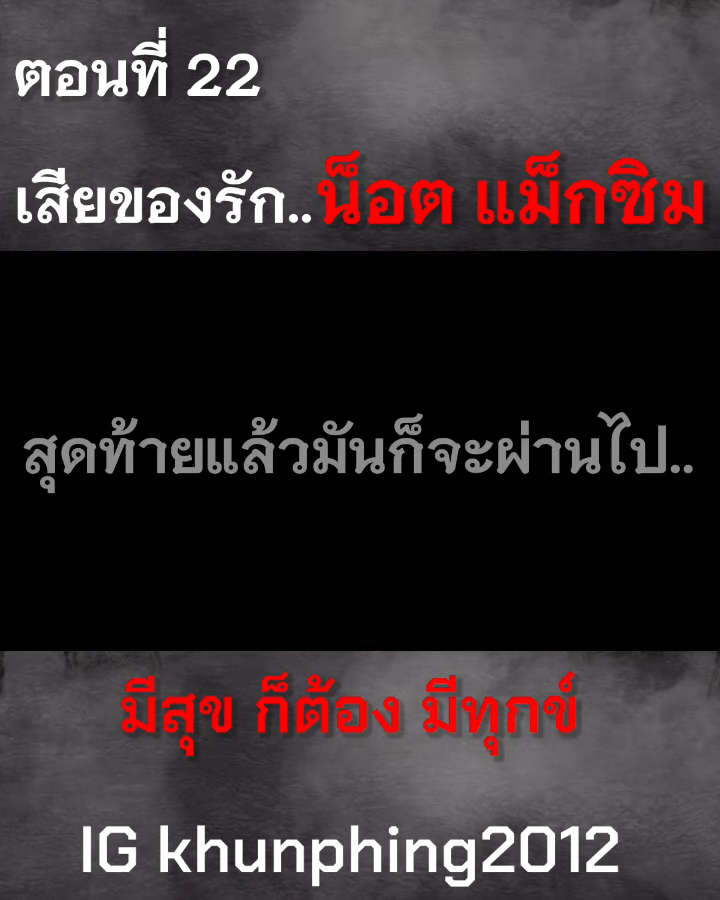 ตอนที่ 22
เสียของรัก..น็อต แม็กซิม
สุดท้ายแล้วมันก็จะผ่านไป..
มีสุข ก็ต้อง มีทุกข์
IG khunphing2012